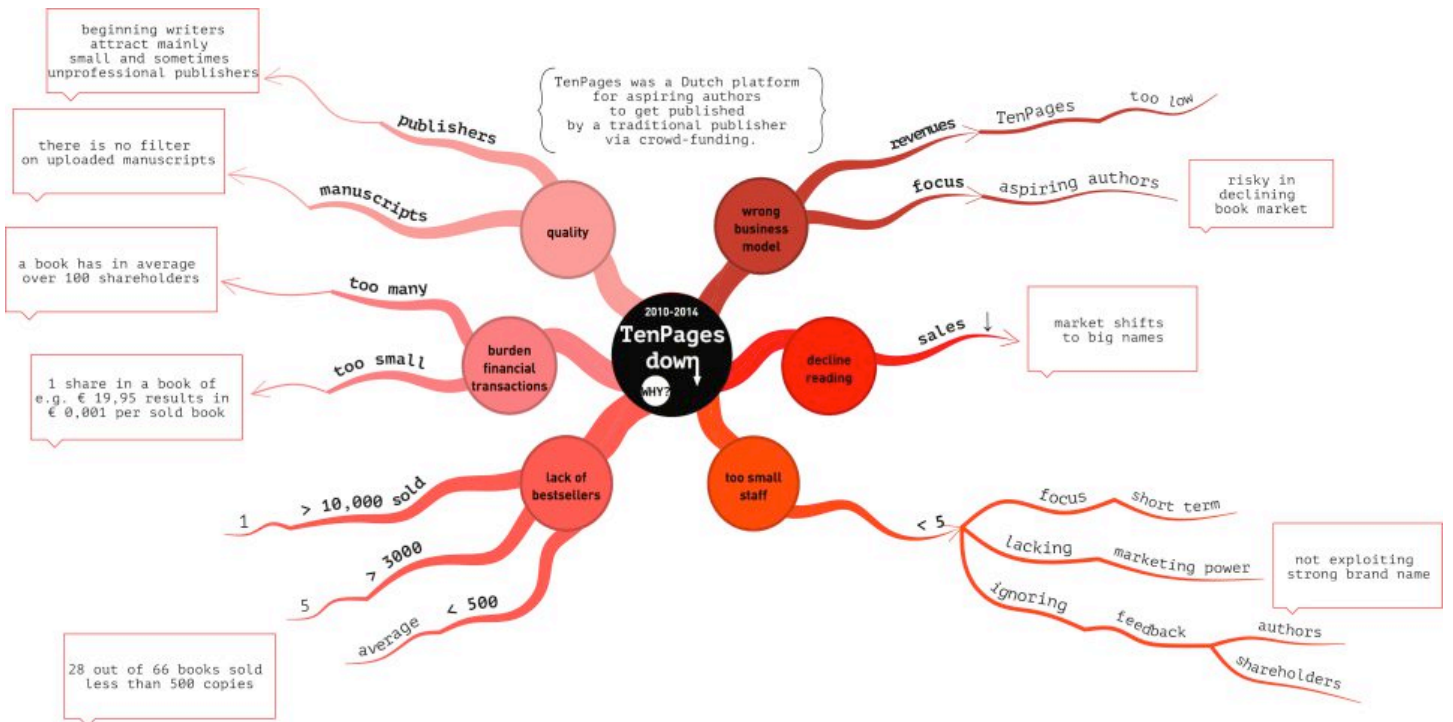 beginning writers
attract mainly
small and sometimes
unprofessional publishers
publishers
there is no filter
on uploaded manuscripts
manuscripts
quality
TenPages was a Dutch platform
for aspiring authors
to get published
by a traditional publisher
via crowd-funding.
revenues
TenPages
too low
focus
aspiring authors
risky in
declining
book market
wrong
business
model
a book has in average
over 100 shareholders
too many
1 share in a book of
e.g. € 19,95 results in
€ 0,001 per sold book
too small
burden
financial
transactions
2010-2014
TenPages
down
WHY?
decline
reading
sales ↓
market shifts
to big names
lack of
bestsellers
> 10,000 sold
1
> 3000
5
< 500
average
28 out of 66 books sold
less than 500 copies
too small
staff
< 5
focus
short term
lacking
marketing power
not exploiting
strong brand name
ignoring
feedback
authors
shareholders